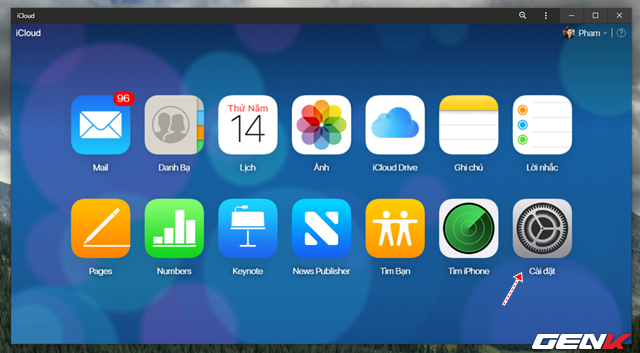 iCloud
iCloud
Pham
?
96
Mail
Danh Bạ
Thứ Năm
14
Lịch
Ảnh
iCloud Drive
Ghi chú
Lời nhắc
Pages
Numbers
Keynote
News Publisher
Tìm Bạn
Tìm iPhone
Cài đặt
GENK